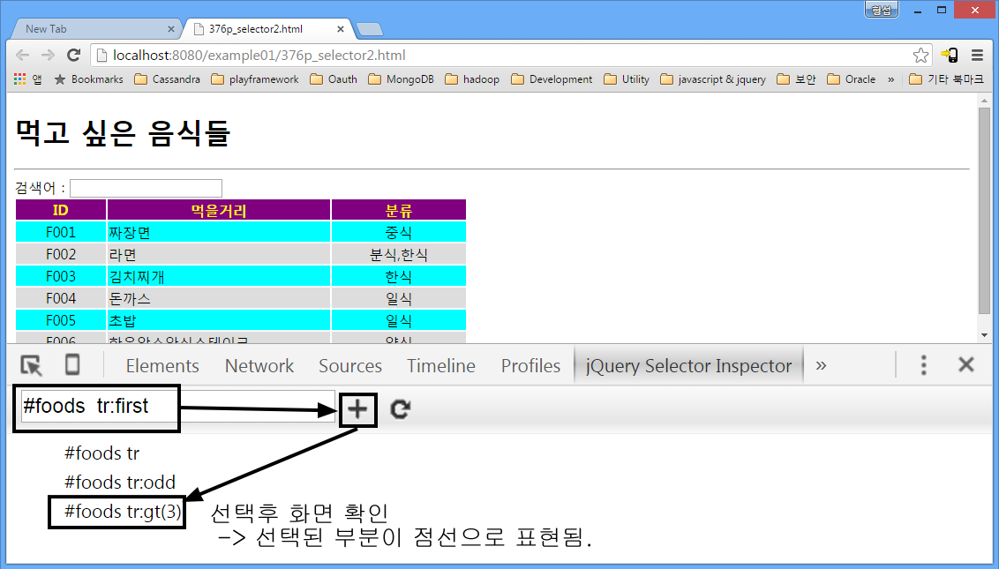 형섭
New Tab
376p_selector2.html
localhost:8080/example01/376p_selector2.html
앱 Bookmarks Cassandra playframework Oauth MongoDB hadoop Development Utility javascript & jquery 보안 Oracle » 기타 북마크
먹고 싶은 음식들
검색어 :
ID 먹을거리 분류
F001 짜장면 중식
F002 라면 분식,한식
F003 김치찌개 한식
F004 돈까스 일식
F005 초밥 일식
F006 양식
Elements Network Sources Timeline Profiles jQuery Selector Inspector »
#foods tr:first
#foods tr
#foods tr:odd
#foods tr:gt(3)
선택후 화면 확인
-> 선택된 부분이 점선으로 표현됨.